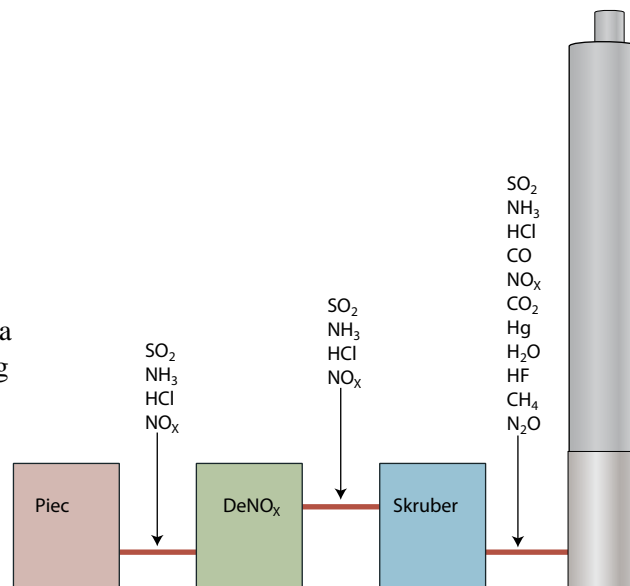 SO₂
NH₃
HCl
CO
NOₓ
CO₂
Hg
H₂O
HF
CH₄
N₂O
SO₂
NH₃
HCl
NOₓ
a
g
SO₂
NH₃
HCl
NOₓ
Piec
DeNOₓ
Skruber